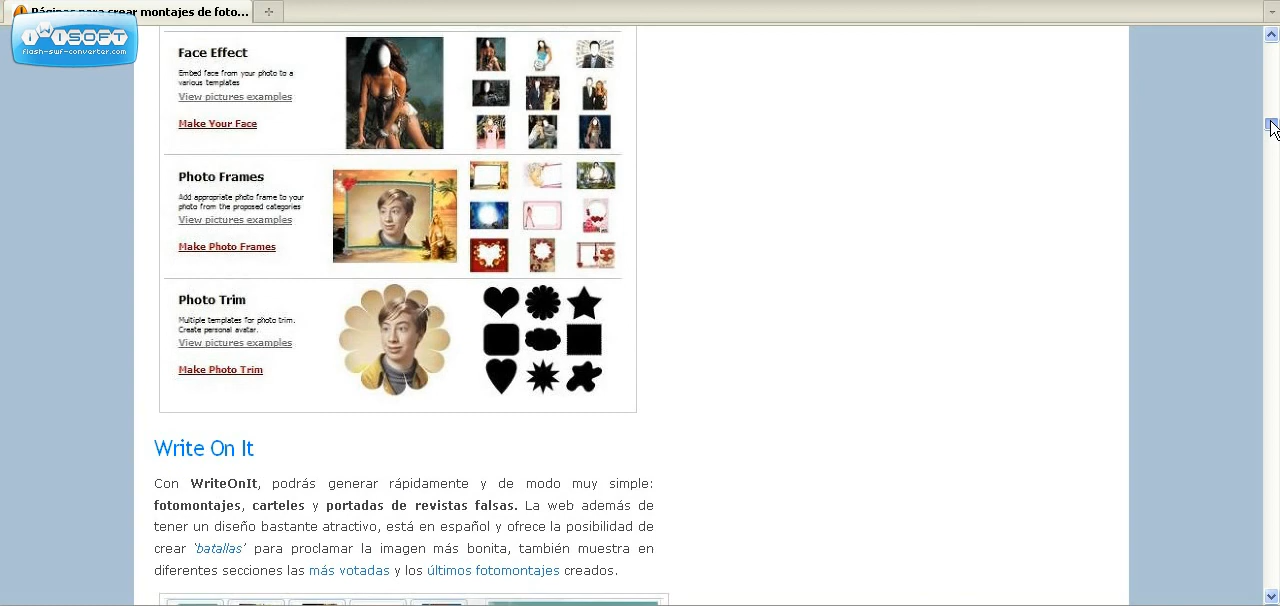 Páginas para crear montajes de foto...
iWiSOFT
flash-swf-converter.com
Face Effect
Embed face from your photo to a
various templates
View pictures examples
Make Your Face
Photo Frames
Add appropriate photo frame to your
photo from the proposed categories
View pictures examples
Make Photo Frames
Photo Trim
Multiple templates for photo trim.
Create personal avatar.
View pictures examples
Make Photo Trim
Write On It
Con WriteOnIt, podrás generar rápidamente y de modo muy simple:
fotomontajes, carteles y portadas de revistas falsas. La web además de
tener un diseño bastante atractivo, está en español y ofrece la posibilidad de
crear ‘batallas’ para proclamar la imagen más bonita, también muestra en
diferentes secciones las más votadas y los últimos fotomontajes creados.